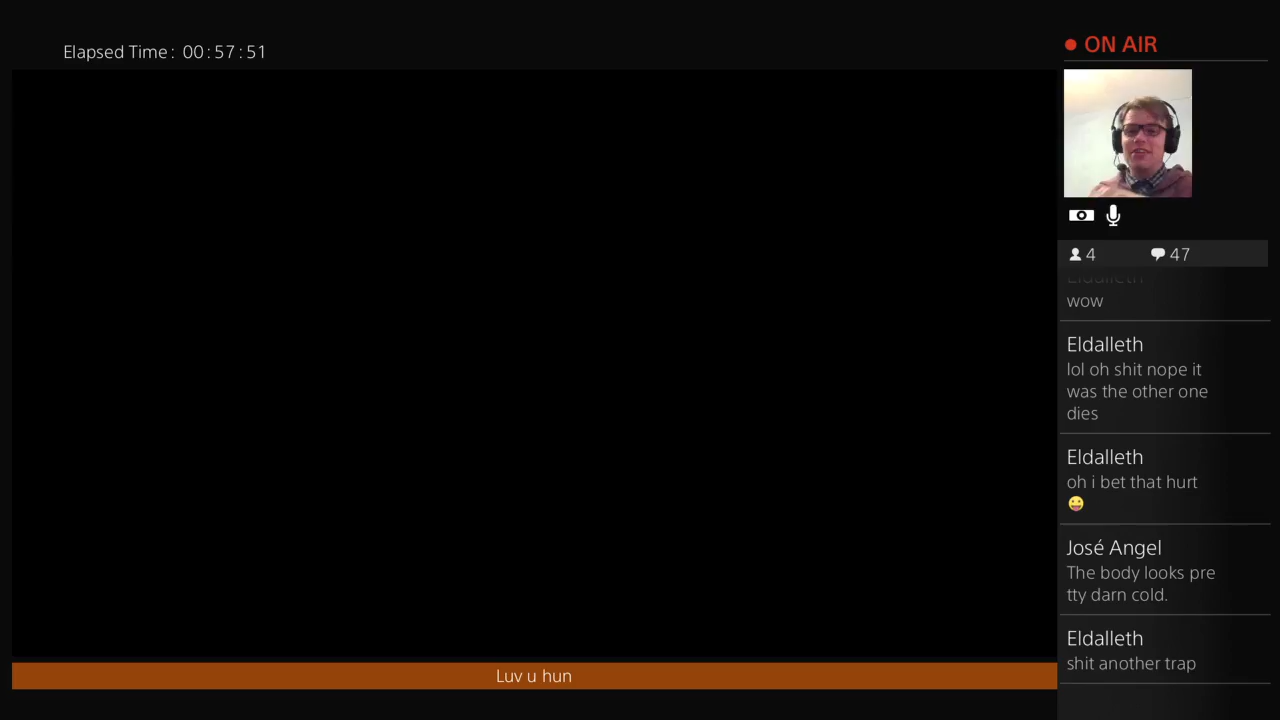 Elapsed Time: 00:57:51
ON AIR
4 47
Eldalleth
wow
Eldalleth
lol oh shit nope it
was the other one
dies
Eldalleth
oh i bet that hurt
😀
José Angel
The body looks pre
tty darn cold.
Eldalleth
shit another trap
Luv u hun